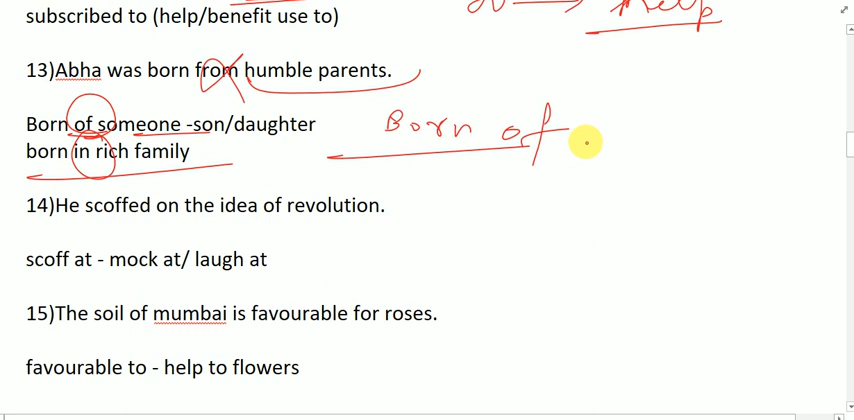 subscribed to (help/benefit use to)
Help
13)Abha was born from humble parents.
Born of someone -son/daughter
Born of
born in rich family
14)He scoffed on the idea of revolution.
scoff at - mock at/ laugh at
15)The soil of mumbai is favourable for roses.
favourable to - help to flowers